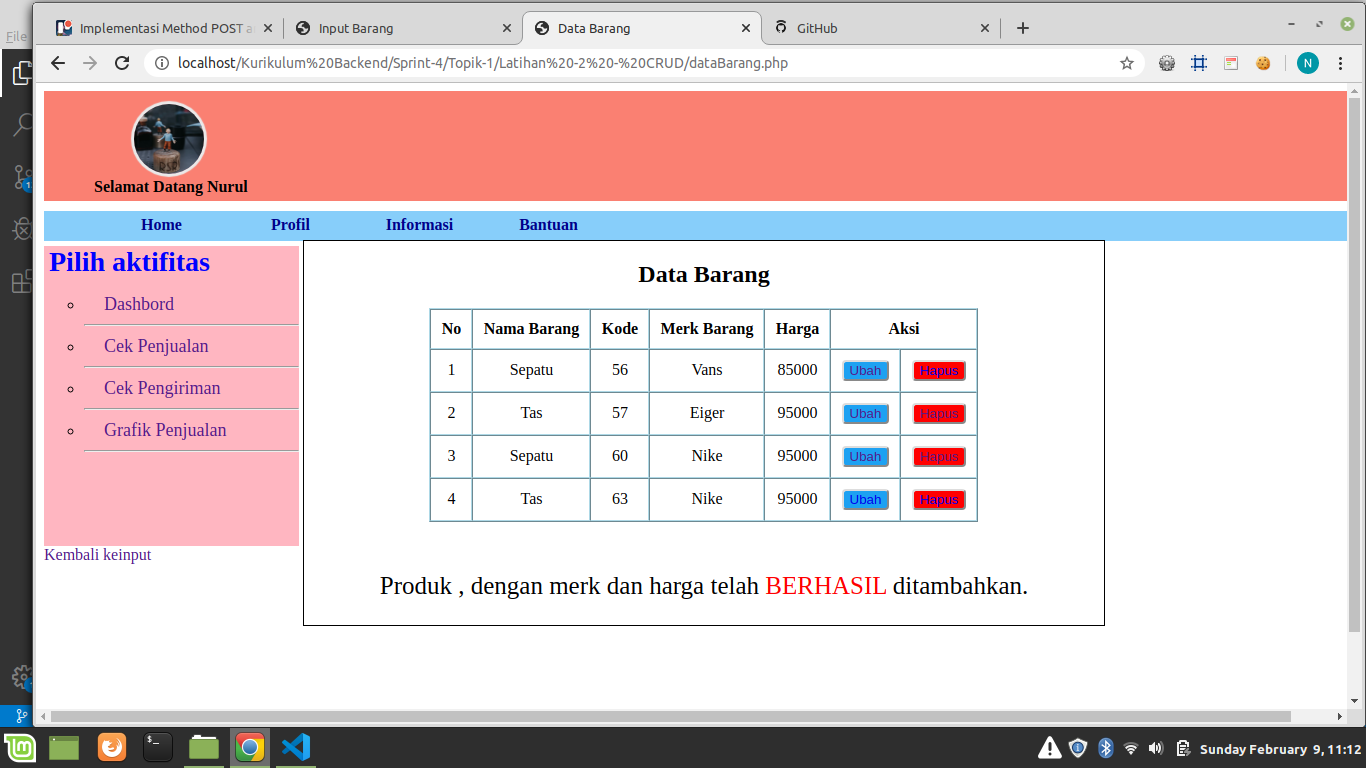 File
Implementasi Method POST a
Input Barang
Data Barang
GitHub
localhost/Kurikulum%20Backend/Sprint-4/Topik-1/Latihan%20-2%20-%20CRUD/dataBarang.php
N
Selamat Datang Nurul
Home Profil Informasi Bantuan
Pilih aktifitas
Dashbord
Cek Penjualan
Cek Pengiriman
Grafik Penjualan
Kembali keinput
Data Barang
No Nama Barang Kode Merk Barang Harga Aksi
1 Sepatu 56 Vans 85000 Ubah Hapus
2 Tas 57 Eiger 95000 Ubah Hapus
3 Sepatu 60 Nike 95000 Ubah Hapus
4 Tas 63 Nike 95000 Ubah Hapus
Produk , dengan merk dan harga telah BERHASIL ditambahkan.
Sunday February 9, 11:12